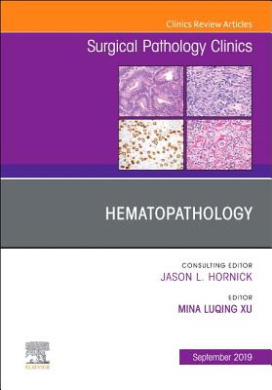 Clinics Review Articles
Surgical Pathology Clinics
HEMATOPATHOLOGY
CONSULTING EDITOR
JASON L. HORNICK
EDITOR
MINA LUQING XU
ELSEVIER
September 2019